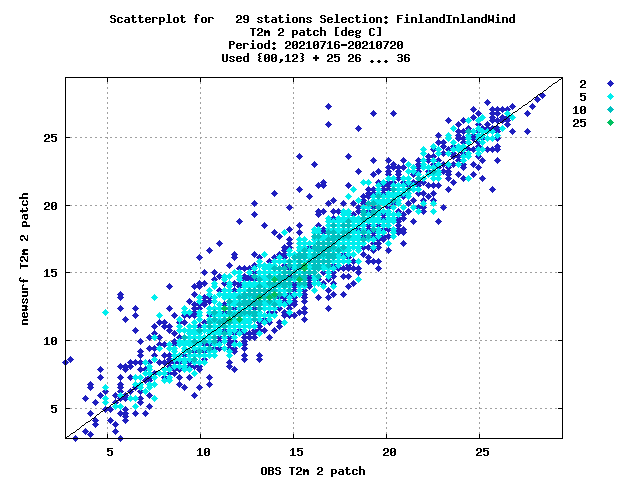 Scatterplot for   29 stations Selection: FinlandInlandWind
T2m 2 patch [deg C]
Period: 20210716-20210720
Used {00,12} + 25 26 ... 36
2
5
10
25
25
20
15
10
5
newsurf T2m 2 patch
5 10 15 20 25
OBS T2m 2 patch